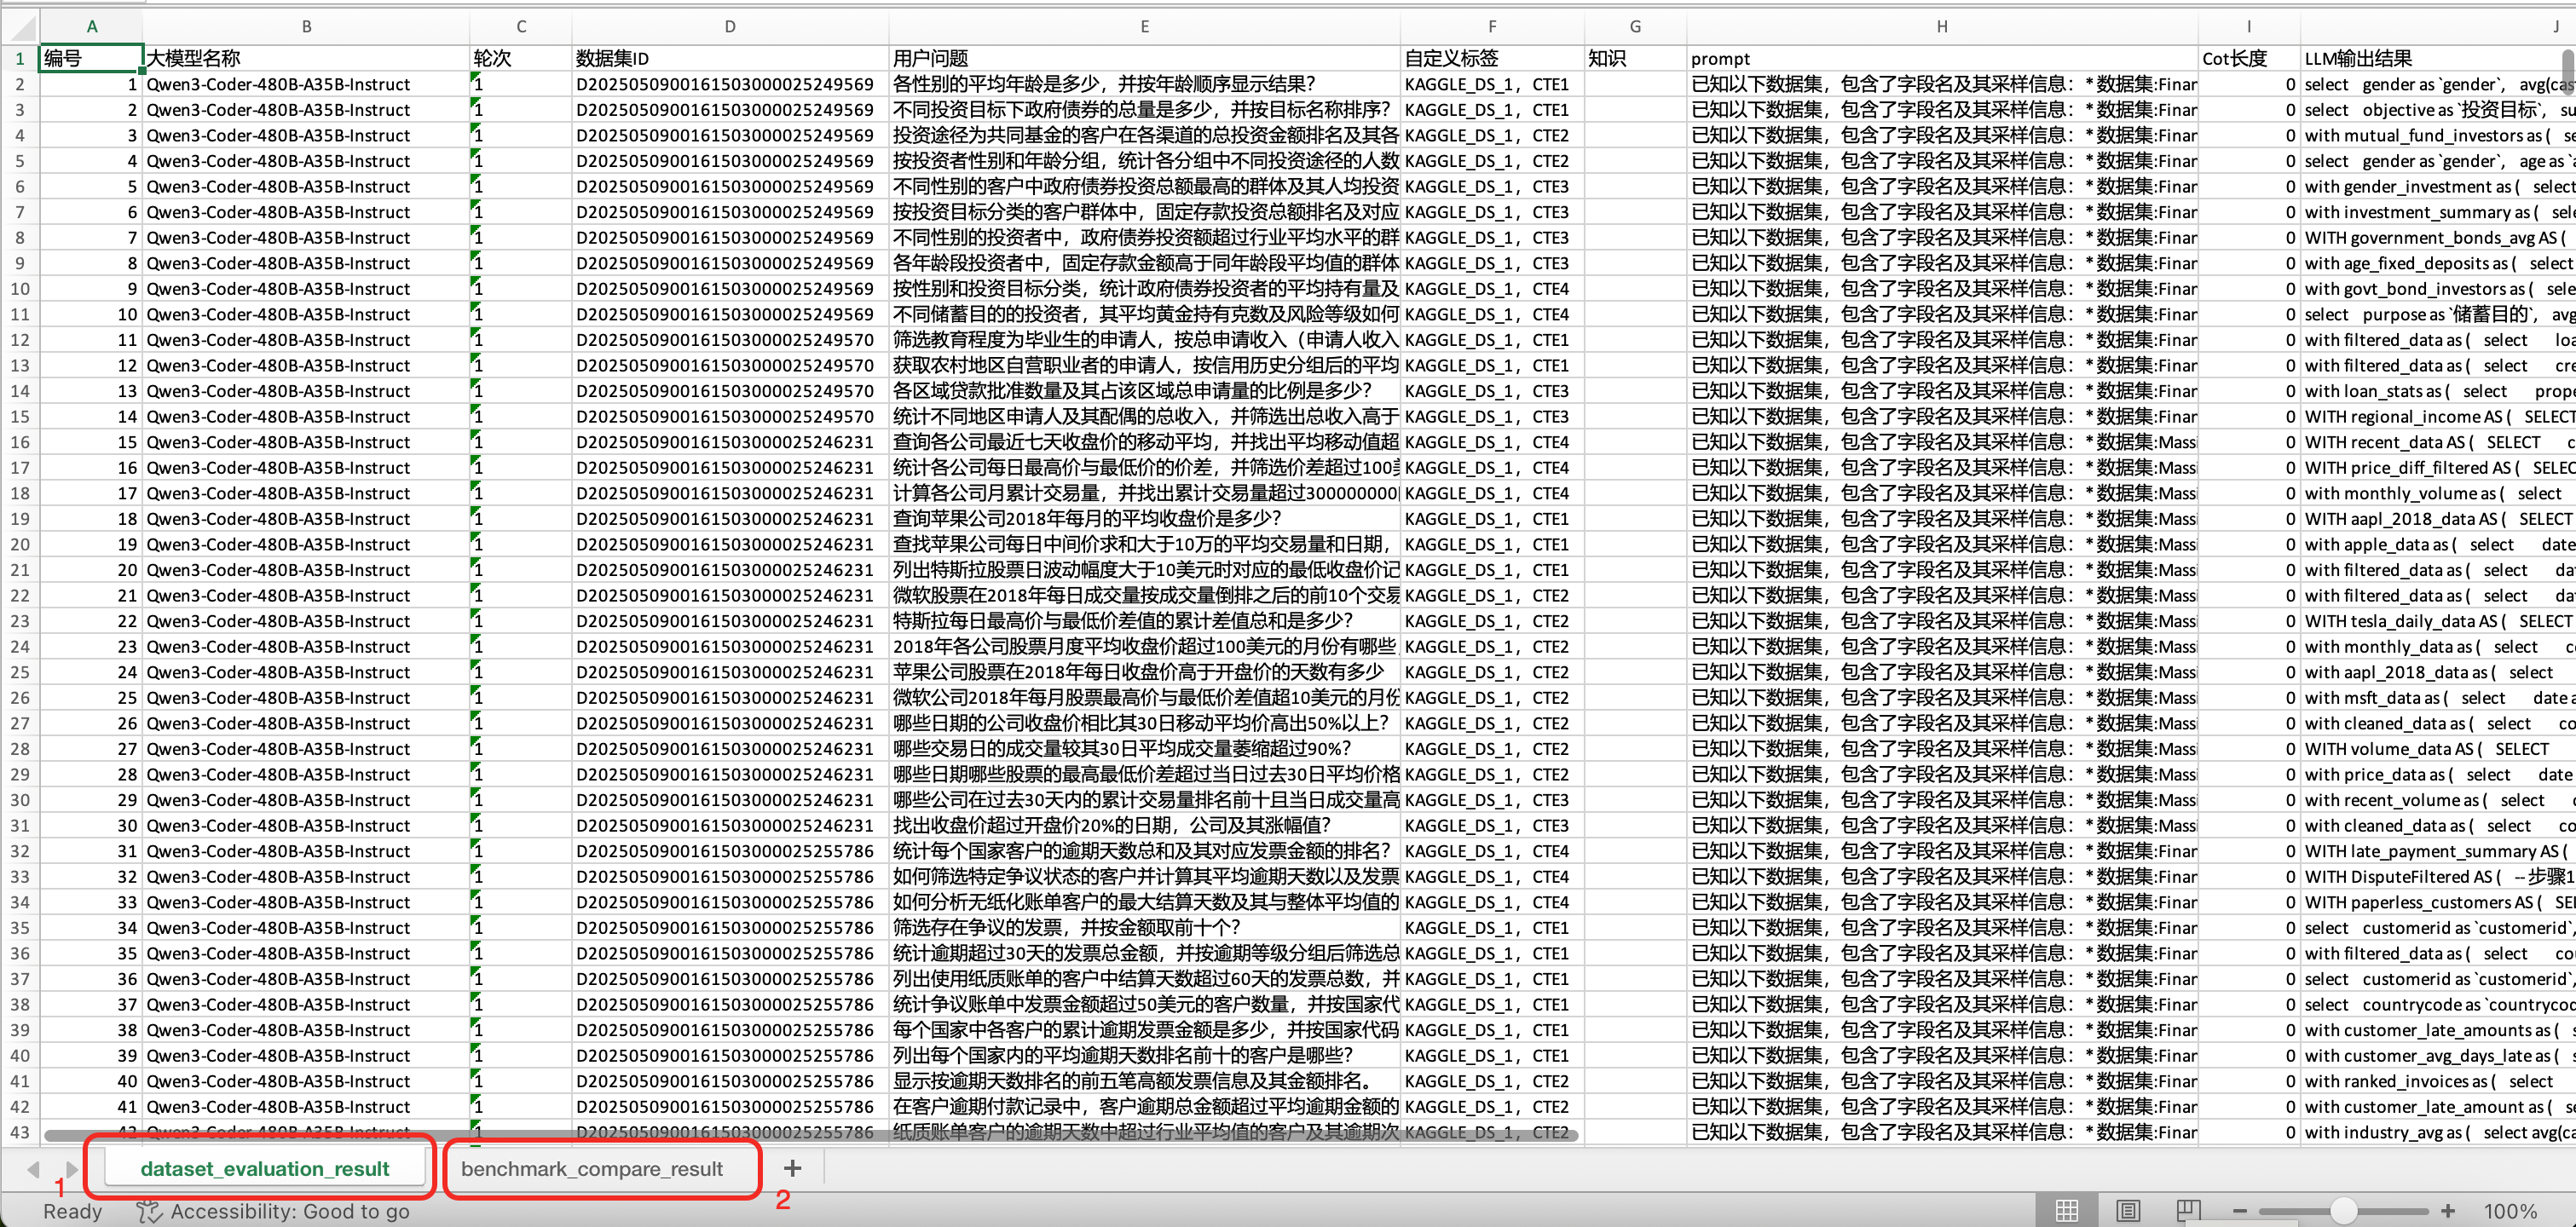 A B C D E F G H I J
1 编号 大模型名称 轮次 数据集ID 用户问题 自定义标签 知识 prompt Cot长度 LLM输出结果
2 1 Qwen3-Coder-480B-A35B-Instruct 1 D2025050900161503000025249569 各性别的平均年龄是多少，并按年龄顺序显示结果? KAGGLE_DS_1, CTE1 已知以下数据集，包含了字段名及其采样信息：*数据集:Finar 0 select gender as `gender`, avg(cas
3 2 Qwen3-Coder-480B-A35B-Instruct 1 D2025050900161503000025249569 不同投资目标下政府债券的总量是多少，并按目标名称排序? KAGGLE_DS_1, CTE1 已知以下数据集，包含了字段名及其采样信息：*数据集:Finar 0 select objective as `投资目标`, su
4 3 Qwen3-Coder-480B-A35B-Instruct 1 D2025050900161503000025249569 投资途径为共同基金的客户在各渠道的总投资金额排名及其各 KAGGLE_DS_1, CTE2 已知以下数据集，包含了字段名及其采样信息：*数据集:Finar 0 with mutual_fund_investors as ( se
5 4 Qwen3-Coder-480B-A35B-Instruct 1 D2025050900161503000025249569 按投资者性别和年龄分组，统计各分组中不同投资途径的人数 KAGGLE_DS_1, CTE2 已知以下数据集，包含了字段名及其采样信息：*数据集:Finar 0 select gender as `gender`, age as `a
6 5 Qwen3-Coder-480B-A35B-Instruct 1 D2025050900161503000025249569 不同性别的客户中政府债券投资总额最高的群体及其人均投资 KAGGLE_DS_1, CTE3 已知以下数据集，包含了字段名及其采样信息：*数据集:Finar 0 with gender_investment as ( select
7 6 Qwen3-Coder-480B-A35B-Instruct 1 D2025050900161503000025249569 按投资目标分类的客户群体中，固定存款投资总额排名及对应 KAGGLE_DS_1, CTE3 已知以下数据集，包含了字段名及其采样信息：*数据集:Finar 0 with investment_summary as ( sele
8 7 Qwen3-Coder-480B-A35B-Instruct 1 D2025050900161503000025249569 不同性别的投资者中，政府债券投资额超过行业平均水平的群 KAGGLE_DS_1, CTE3 已知以下数据集，包含了字段名及其采样信息：*数据集:Finar 0 WITH government_bonds_avg AS (
9 8 Qwen3-Coder-480B-A35B-Instruct 1 D2025050900161503000025249569 各年龄段投资者中，固定存款金额高于同年龄段平均值的群体 KAGGLE_DS_1, CTE3 已知以下数据集，包含了字段名及其采样信息：*数据集:Finar 0 with age_fixed_deposits as ( select
10 9 Qwen3-Coder-480B-A35B-Instruct 1 D2025050900161503000025249569 按性别和投资目标分类，统计政府债券投资者的平均持有量及 KAGGLE_DS_1, CTE4 已知以下数据集，包含了字段名及其采样信息：*数据集:Finar 0 with govt_bond_investors as ( sele
11 10 Qwen3-Coder-480B-A35B-Instruct 1 D2025050900161503000025249569 不同储蓄目的的投资者，其平均黄金持有克数及风险等级如何 KAGGLE_DS_1, CTE4 已知以下数据集，包含了字段名及其采样信息：*数据集:Finar 0 select purpose as `储蓄目的`, avg
12 11 Qwen3-Coder-480B-A35B-Instruct 1 D2025050900161503000025249570 筛选教育程度为毕业生的申请人，按总申请收入（申请人收入 KAGGLE_DS_1, CTE1 已知以下数据集，包含了字段名及其采样信息：*数据集:Finar 0 with filtered_data as ( select loa
13 12 Qwen3-Coder-480B-A35B-Instruct 1 D2025050900161503000025249570 获取农村地区自营职业者的申请人，按信用历史分组后的平均 KAGGLE_DS_1, CTE1 已知以下数据集，包含了字段名及其采样信息：*数据集:Finar 0 with filtered_data as ( select cre
14 13 Qwen3-Coder-480B-A35B-Instruct 1 D2025050900161503000025249570 各区域贷款批准数量及其占该区域总申请量的比例是多少? KAGGLE_DS_1, CTE3 已知以下数据集，包含了字段名及其采样信息：*数据集:Finar 0 with loan_stats as ( select prope
15 14 Qwen3-Coder-480B-A35B-Instruct 1 D2025050900161503000025249570 统计不同地区申请人及其配偶的总收入，并筛选出总收入高于 KAGGLE_DS_1, CTE3 已知以下数据集，包含了字段名及其采样信息：*数据集:Finar 0 WITH regional_income AS ( SELECT
16 15 Qwen3-Coder-480B-A35B-Instruct 1 D2025050900161503000025246231 查询各公司最近七天收盘价的移动平均，并找出平均移动值超 KAGGLE_DS_1, CTE4 已知以下数据集，包含了字段名及其采样信息：*数据集:Massi 0 WITH recent_data AS ( SELECT c
17 16 Qwen3-Coder-480B-A35B-Instruct 1 D2025050900161503000025246231 统计各公司每日最高价与最低价的价差，并筛选价差超过100美 KAGGLE_DS_1, CTE4 已知以下数据集，包含了字段名及其采样信息：*数据集:Massi 0 WITH price_diff_filtered AS ( SELEC
18 17 Qwen3-Coder-480B-A35B-Instruct 1 D2025050900161503000025246231 计算各公司月累计交易量，并找出累计交易量超过300000000 KAGGLE_DS_1, CTE4 已知以下数据集，包含了字段名及其采样信息：*数据集:Massi 0 with monthly_volume as ( select
19 18 Qwen3-Coder-480B-A35B-Instruct 1 D2025050900161503000025246231 查询苹果公司2018年每月的平均收盘价是多少? KAGGLE_DS_1, CTE1 已知以下数据集，包含了字段名及其采样信息：*数据集:Massi 0 WITH aapl_2018_data AS ( SELECT
20 19 Qwen3-Coder-480B-A35B-Instruct 1 D2025050900161503000025246231 查找苹果公司每日中间价求和大于10万的平均交易量和日期， KAGGLE_DS_1, CTE1 已知以下数据集，包含了字段名及其采样信息：*数据集:Massi 0 with apple_data as ( select date
21 20 Qwen3-Coder-480B-A35B-Instruct 1 D2025050900161503000025246231 列出特斯拉股票日波动幅度大于10美元时对应的最低收盘价记 KAGGLE_DS_1, CTE1 已知以下数据集，包含了字段名及其采样信息：*数据集:Massi 0 with filtered_data as ( select dat
22 21 Qwen3-Coder-480B-A35B-Instruct 1 D2025050900161503000025246231 微软股票在2018年每日成交量按成交量倒排之后的前10个交易 KAGGLE_DS_1, CTE2 已知以下数据集，包含了字段名及其采样信息：*数据集:Massi 0 with filtered_data as ( select dat
23 22 Qwen3-Coder-480B-A35B-Instruct 1 D2025050900161503000025246231 特斯拉每日最高价与最低价差值的累计差值总和是多少? KAGGLE_DS_1, CTE2 已知以下数据集，包含了字段名及其采样信息：*数据集:Massi 0 WITH tesla_daily_data AS ( SELECT
24 23 Qwen3-Coder-480B-A35B-Instruct 1 D2025050900161503000025246231 2018年各公司股票月度平均收盘价超过100美元的月份有哪些 KAGGLE_DS_1, CTE2 已知以下数据集，包含了字段名及其采样信息：*数据集:Massi 0 with monthly_data as ( select co
25 24 Qwen3-Coder-480B-A35B-Instruct 1 D2025050900161503000025246231 苹果公司股票在2018年每日收盘价高于开盘价的天数有多少 KAGGLE_DS_1, CTE2 已知以下数据集，包含了字段名及其采样信息：*数据集:Massi 0 with aapl_2018_data as ( select
26 25 Qwen3-Coder-480B-A35B-Instruct 1 D2025050900161503000025246231 微软公司2018年每月股票最高价与最低价差值超10美元的月份 KAGGLE_DS_1, CTE2 已知以下数据集，包含了字段名及其采样信息：*数据集:Massi 0 with msft_data as ( select date a
27 26 Qwen3-Coder-480B-A35B-Instruct 1 D2025050900161503000025246231 哪些日期的公司收盘价相比其30日移动平均价高出50%以上? KAGGLE_DS_1, CTE2 已知以下数据集，包含了字段名及其采样信息：*数据集:Massi 0 with cleaned_data as ( select co
28 27 Qwen3-Coder-480B-A35B-Instruct 1 D2025050900161503000025246231 哪些交易日的成交量较其30日平均成交量萎缩超过90%? KAGGLE_DS_1, CTE2 已知以下数据集，包含了字段名及其采样信息：*数据集:Massi 0 WITH volume_data AS ( SELECT
29 28 Qwen3-Coder-480B-A35B-Instruct 1 D2025050900161503000025246231 哪些日期哪些股票的最高最低价差超过当日过去30日平均价格 KAGGLE_DS_1, CTE2 已知以下数据集，包含了字段名及其采样信息：*数据集:Massi 0 with price_data as ( select date
30 29 Qwen3-Coder-480B-A35B-Instruct 1 D2025050900161503000025246231 哪些公司在过去30天内的累计交易量排名前十且当日成交量高 KAGGLE_DS_1, CTE3 已知以下数据集，包含了字段名及其采样信息：*数据集:Massi 0 with recent_volume as ( select c
31 30 Qwen3-Coder-480B-A35B-Instruct 1 D2025050900161503000025246231 找出收盘价超过开盘价20%的日期，公司及其涨幅值? KAGGLE_DS_1, CTE3 已知以下数据集，包含了字段名及其采样信息：*数据集:Massi 0 with cleaned_data as ( select co
32 31 Qwen3-Coder-480B-A35B-Instruct 1 D2025050900161503000025255786 统计每个国家客户的逾期天数总和及其对应发票金额的排名? KAGGLE_DS_1, CTE4 已知以下数据集，包含了字段名及其采样信息：*数据集:Finar 0 WITH late_payment_summary AS (
33 32 Qwen3-Coder-480B-A35B-Instruct 1 D2025050900161503000025255786 如何筛选特定争议状态的客户并计算其平均逾期天数以及发票 KAGGLE_DS_1, CTE4 已知以下数据集，包含了字段名及其采样信息：*数据集:Finar 0 WITH DisputeFiltered AS ( --步骤1
34 33 Qwen3-Coder-480B-A35B-Instruct 1 D2025050900161503000025255786 如何分析无纸化账单客户的最大结算天数及其与整体平均值的 KAGGLE_DS_1, CTE4 已知以下数据集，包含了字段名及其采样信息：*数据集:Finar 0 WITH paperless_customers AS ( SEL
35 34 Qwen3-Coder-480B-A35B-Instruct 1 D2025050900161503000025255786 筛选存在争议的发票，并按金额取前十个? KAGGLE_DS_1, CTE1 已知以下数据集，包含了字段名及其采样信息：*数据集:Finar 0 select customerid as `customerid`,
36 35 Qwen3-Coder-480B-A35B-Instruct 1 D2025050900161503000025255786 统计逾期超过30天的发票总金额，并按逾期等级分组后筛选总 KAGGLE_DS_1, CTE1 已知以下数据集，包含了字段名及其采样信息：*数据集:Finar 0 with filtered_data as ( select cou
37 36 Qwen3-Coder-480B-A35B-Instruct 1 D2025050900161503000025255786 列出使用纸质账单的客户中结算天数超过60天的发票总数，并 KAGGLE_DS_1, CTE1 已知以下数据集，包含了字段名及其采样信息：*数据集:Finar 0 select customerid as `customerid`,
38 37 Qwen3-Coder-480B-A35B-Instruct 1 D2025050900161503000025255786 统计争议账单中发票金额超过50美元的客户数量，并按国家代 KAGGLE_DS_1, CTE1 已知以下数据集，包含了字段名及其采样信息：*数据集:Finar 0 select countrycode as `countrycoc
39 38 Qwen3-Coder-480B-A35B-Instruct 1 D2025050900161503000025255786 每个国家中各客户的累计逾期发票金额是多少，并按国家代码 KAGGLE_DS_1, CTE1 已知以下数据集，包含了字段名及其采样信息：*数据集:Finar 0 with customer_late_amounts as ( s
40 39 Qwen3-Coder-480B-A35B-Instruct 1 D2025050900161503000025255786 列出每个国家内的平均逾期天数排名前十的客户是哪些? KAGGLE_DS_1, CTE1 已知以下数据集，包含了字段名及其采样信息：*数据集:Finar 0 with customer_avg_days_late as (
41 40 Qwen3-Coder-480B-A35B-Instruct 1 D2025050900161503000025255786 显示按逾期天数排名的前五笔高额发票信息及其金额排名。 KAGGLE_DS_1, CTE2 已知以下数据集，包含了字段名及其采样信息：*数据集:Finar 0 with ranked_invoices as ( select
42 41 Qwen3-Coder-480B-A35B-Instruct 1 D2025050900161503000025255786 在客户逾期付款记录中，客户逾期总金额超过平均逾期金额的 KAGGLE_DS_1, CTE2 已知以下数据集，包含了字段名及其采样信息：*数据集:Finar 0 with customer_late_amount as ( se
43 42 Qwen3-Coder-480B-A35B-Instruct 1 D2025050900161503000025255786 纸质账单客户的逾期天数中超过行业平均值的客户及其逾期次 KAGGLE_DS_1, CTE2 已知以下数据集，包含了字段名及其采样信息：*数据集:Finar 0 with industry_avg as ( select avg(ca
1 dataset_evaluation_result benchmark_compare_result + 2
Ready Accessibility: Good to go 100%